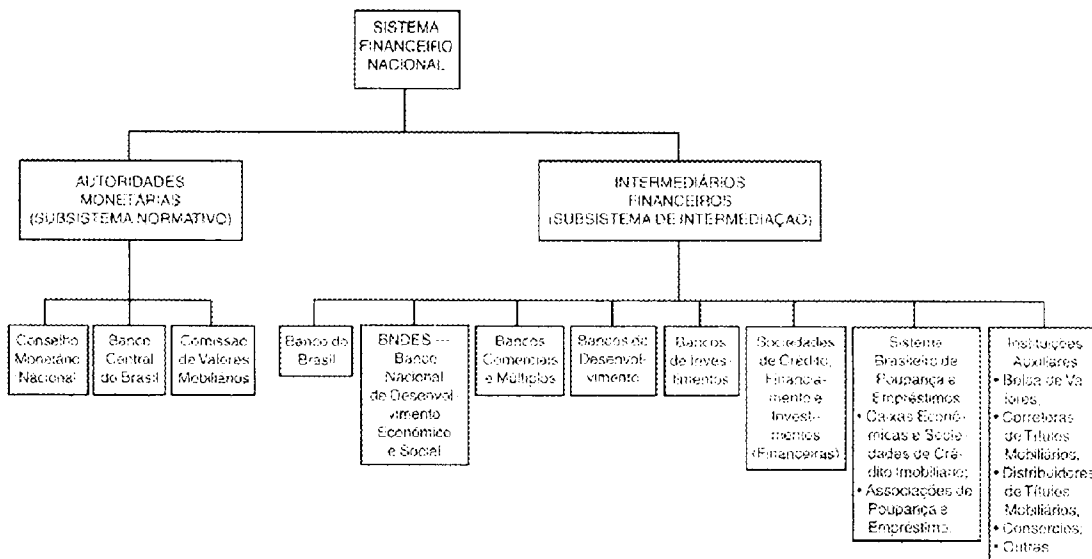 SISTEMA
FINANCEIRO
NACIONAL
AUTORIDADES
MONETARIAS
(SUBSISTEMA NORMATIVO)
INTERMEDIÁRIOS
FINANCEIROS
(SUBSISTEMA DE INTERMEDIAÇÃO)
Conselho
Monetário
Nacional
Banco
Central
do Brasil
Comissão
de Valores
Mobiliários
Banco do
Brasil
BNDES —
Banco
Nacional
de Desenvol-
vimento
Econômico
e Social
Bancos
Comerciais
e Múltiplos
Bancos de
Desenvol-
vimento
Bancos
de Inves-
timentos
Sociedades
de Crédito,
Financia-
mento e
Investi-
mentos
(Financeiras)
Sistema
Brasileiro de
Poupança e
Empréstimos
• Caixas Econô-
micas e Socie-
dades de Cré-
dito Imobiliário;
• Associações de
Poupança e
Empréstimo.
Instituições
Auxiliares
• Bolsa de Va-
lores;
• Corretoras
de Títulos
Mobiliários;
• Distribuidores
de Títulos
Mobiliários;
• Consórcios;
• Outras